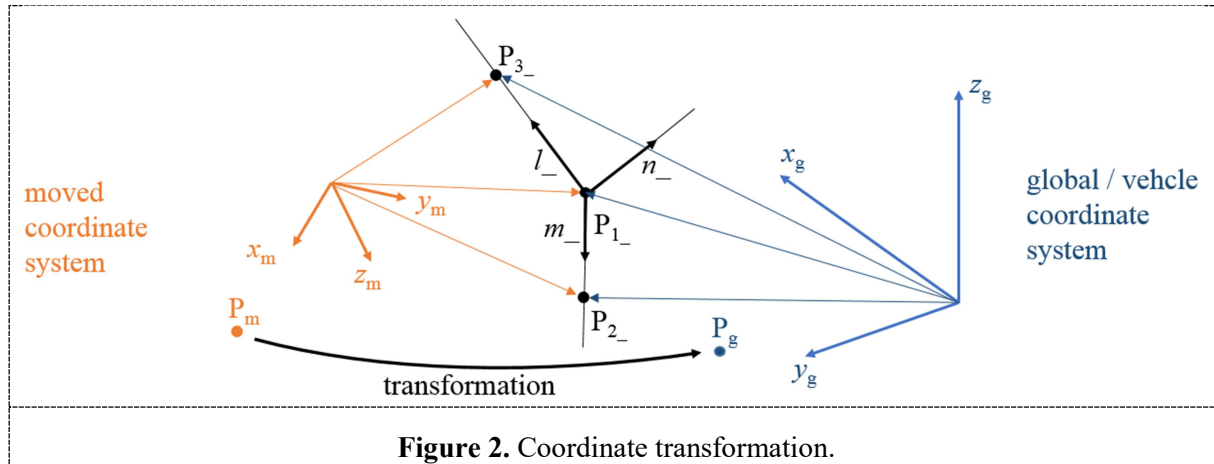 P3_
zg
xg
l_
n_
moved
coordinate
system
ym
global / vehcle
coordinate
system
m_
P1_
xm
zm
Pm
P2_
Pg
yg
transformation
Figure 2. Coordinate transformation.